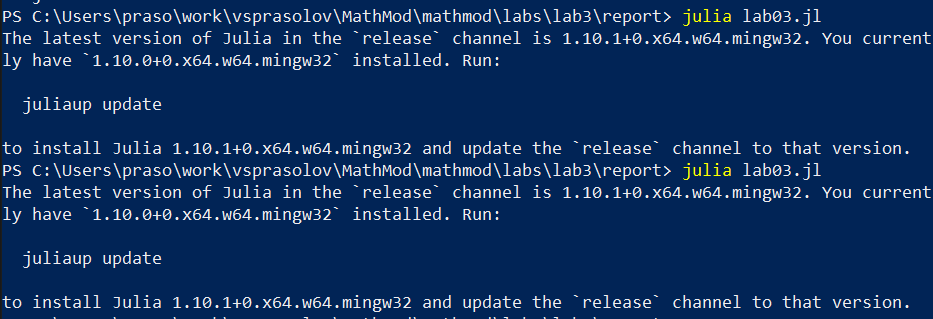 PS C:\Users\praso\work\vsprasolov\MathMod\mathmod\labs\lab3\report> julia lab03.jl
The latest version of Julia in the `release` channel is 1.10.1+0.x64.w64.mingw32. You current
ly have `1.10.0+0.x64.w64.mingw32` installed. Run:
juliaup update
to install Julia 1.10.1+0.x64.w64.mingw32 and update the `release` channel to that version.
PS C:\Users\praso\work\vsprasolov\MathMod\mathmod\labs\lab3\report> julia lab03.jl
The latest version of Julia in the `release` channel is 1.10.1+0.x64.w64.mingw32. You current
ly have `1.10.0+0.x64.w64.mingw32` installed. Run:
juliaup update
to install Julia 1.10.1+0.x64.w64.mingw32 and update the `release` channel to that version.